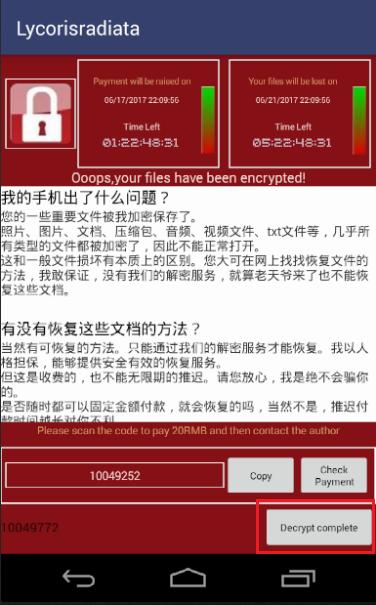 Lycorisradiata
Payment will be raised on
06/17/2017 22:09:56
Time Left
01:22:48:31
Your files will be lost on
06/21/2017 22:09:56
Time Left
05:22:48:31
Ooops,your files have been encrypted!
我的手机出了什么问题？
您的一些重要文件被我加密保存了。
照片、图片、文档、压缩包、音频、视频文件、txt文件等，几乎所
有类型的文件都被加密了，因此不能正常打开。
这和一般文件损坏有本质上的区别。您大可在网上找找恢复文件的
方法，我敢保证，没有我们的解密服务，就算老天爷来了也不能恢
复这些文档。
有没有恢复这些文档的方法？
当然有可恢复的方法。只能通过我们的解密服务才能恢复。我以人
格担保，能够提供安全有效的恢复服务。
但这是收费的，也不能无限期的推迟。请您放心，我是绝不会骗你
的。
是否随时都可以固定金额付款，就会恢复的吗，当然不是，推迟付
款时间越长对你不利
Please scan the code to pay 20RMB and then contact the author
10049252
Copy
Check
Payment
10049772
Decrypt complete